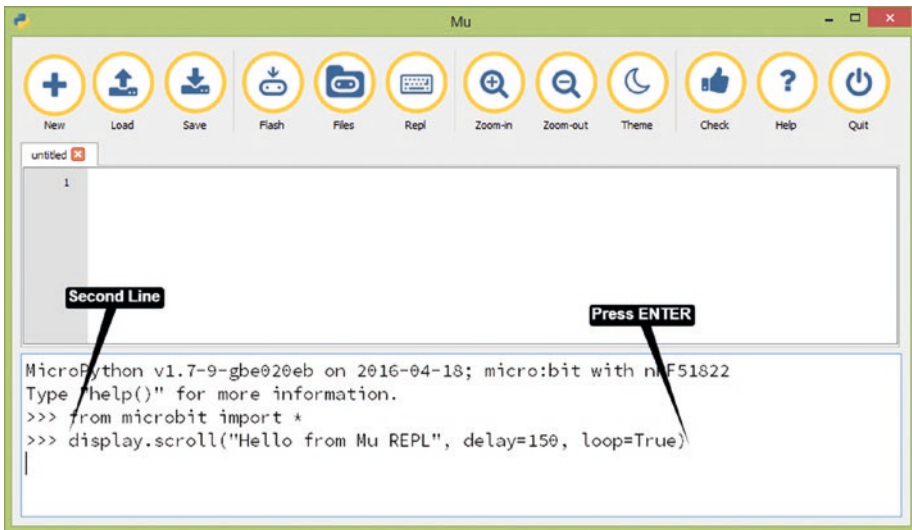 Mu
New Load Save Flash Files Repl Zoom-in Zoom-out Theme Check Help Quit
untitled
1
Second Line
Press ENTER
MicroPython v1.7-9-gbe020eb on 2016-04-18; micro:bit with nRF51822
Type "help()" for more information.
>>> from microbit import *
>>> display.scroll("Hello from Mu REPL", delay=150, loop=True)